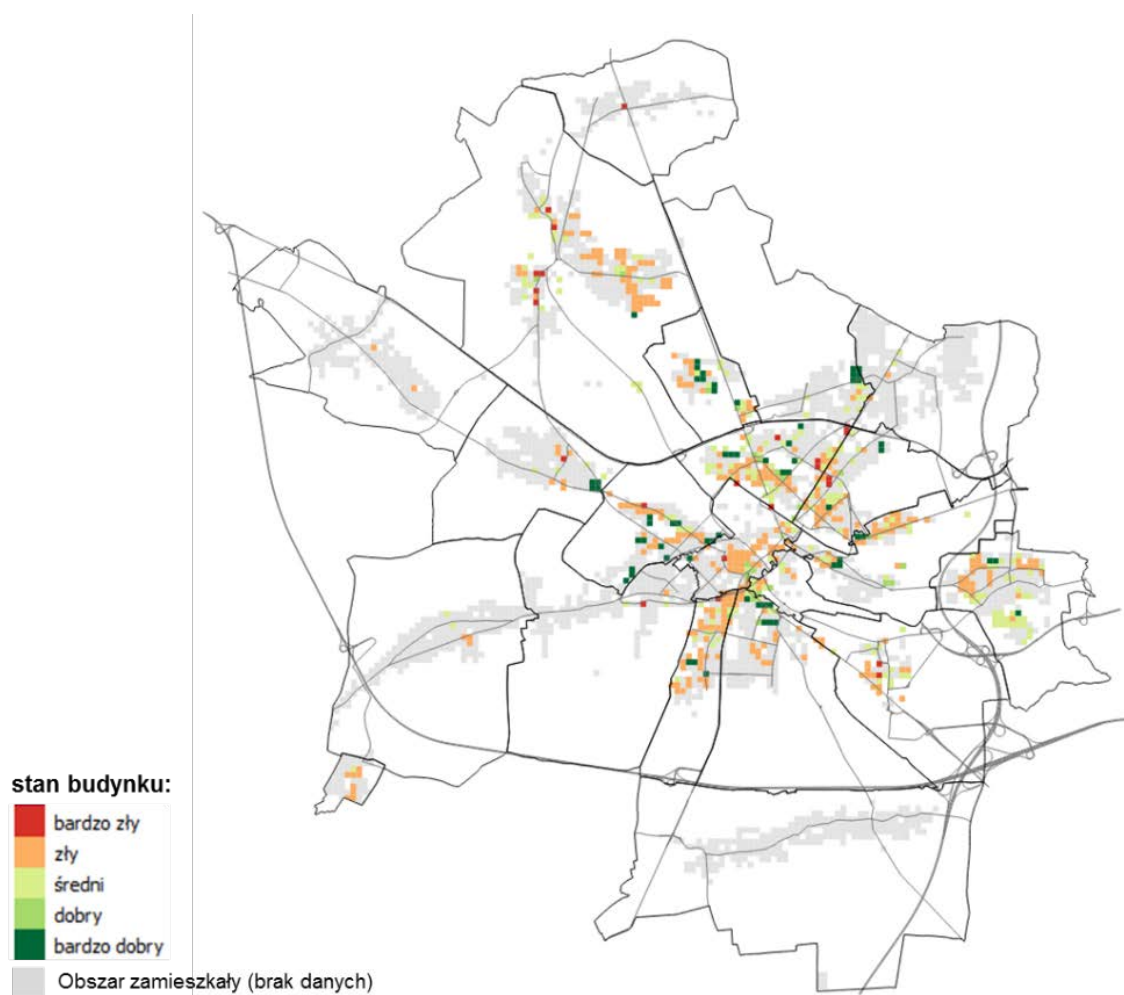 stan budynku:
bardzo zły
zły
średni
dobry
bardzo dobry
Obszar zamieszkały (brak danych)